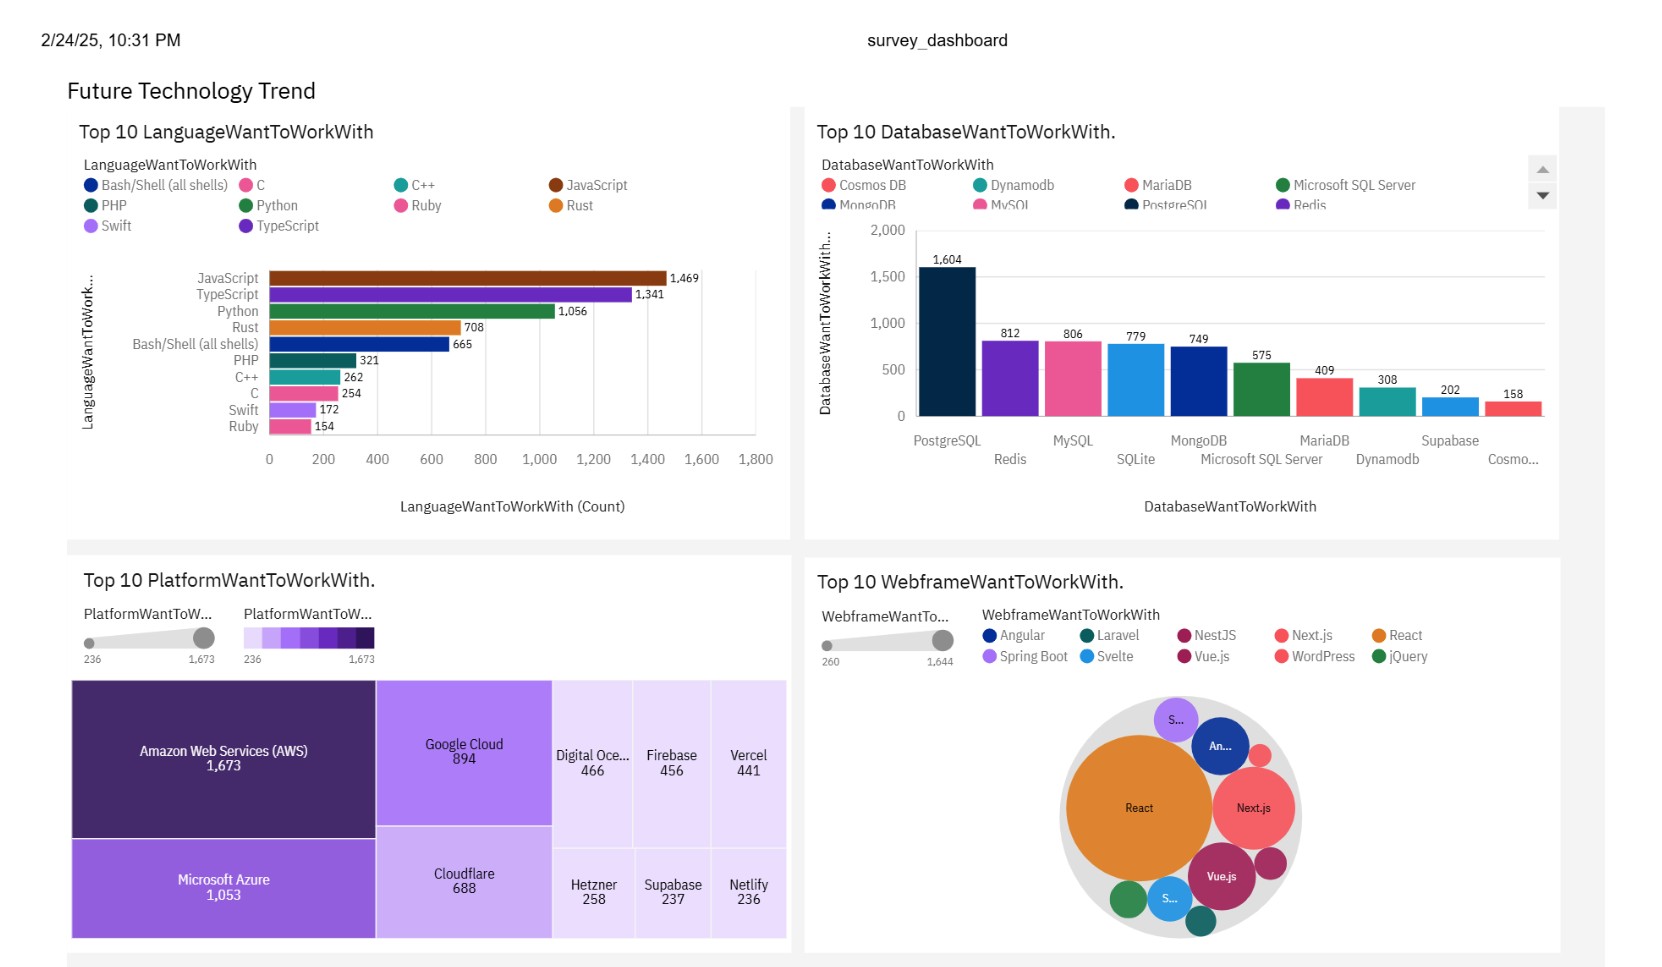 2/24/25, 10:31 PM survey_dashboard
Future Technology Trend
Top 10 LanguageWantToWorkWith
LanguageWantToWorkWith
Bash/Shell (all shells) C C++ JavaScript
PHP Python Ruby Rust
Swift TypeScript
LanguageWantToWork...
JavaScript 1,469
TypeScript 1,341
Python 1,056
Rust 708
Bash/Shell (all shells) 665
PHP 321
C++ 262
C 254
Swift 172
Ruby 154
0 200 400 600 800 1,000 1,200 1,400 1,600 1,800
LanguageWantToWorkWith (Count)
Top 10 DatabaseWantToWorkWith.
DatabaseWantToWorkWith
Cosmos DB Dynamodb MariaDB Microsoft SQL Server
MongoDB MySQL PostgreSQL Redis
DatabaseWantToWorkWith...
2,000
1,500
1,000
500
0
1,604 812 806 779 749 575 409 308 202 158
PostgreSQL MySQL MongoDB MariaDB Supabase
Redis SQLite Microsoft SQL Server Dynamodb Cosmo...
DatabaseWantToWorkWith
Top 10 PlatformWantToWorkWith.
PlatformWantToW... PlatformWantToW...
236 1,673 236 1,673
Amazon Web Services (AWS)
1,673
Microsoft Azure
1,053
Google Cloud
894
Cloudflare
688
Digital Oce...
466
Firebase
456
Vercel
441
Hetzner
258
Supabase
237
Netlify
236
Top 10 WebframeWantToWorkWith.
WebframeWantTo... WebframeWantToWorkWith
260 1,644
Angular Laravel NestJS Next.js React
Spring Boot Svelte Vue.js WordPress jQuery
S...
An...
React
Next.js
Vue.js
S...